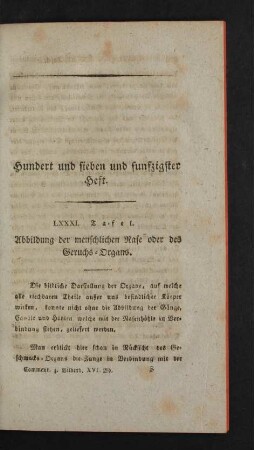 Hundert und sieben und funfzigster
Heft.
LXXXI. Tafel.
Abbildung der menschlichen Nase oder des
Geruchs-Organs.
Die bildliche Darstellung der Organe, auf welche
alle riechbaren Theile außer uns befindlicher Körper
wirken, konnte nicht ohne die Abbildung der Gänge,
Canäle und Höhlen welche mit der Nasenhöhle in Ver-
bindung stehen, geliefert werden.
Man erblickt hier schon in Rücksicht des Ge-
schmacks-Organs die Zunge in Verbindung mit der
Comment. z. Bilderb. XVI. Bd.